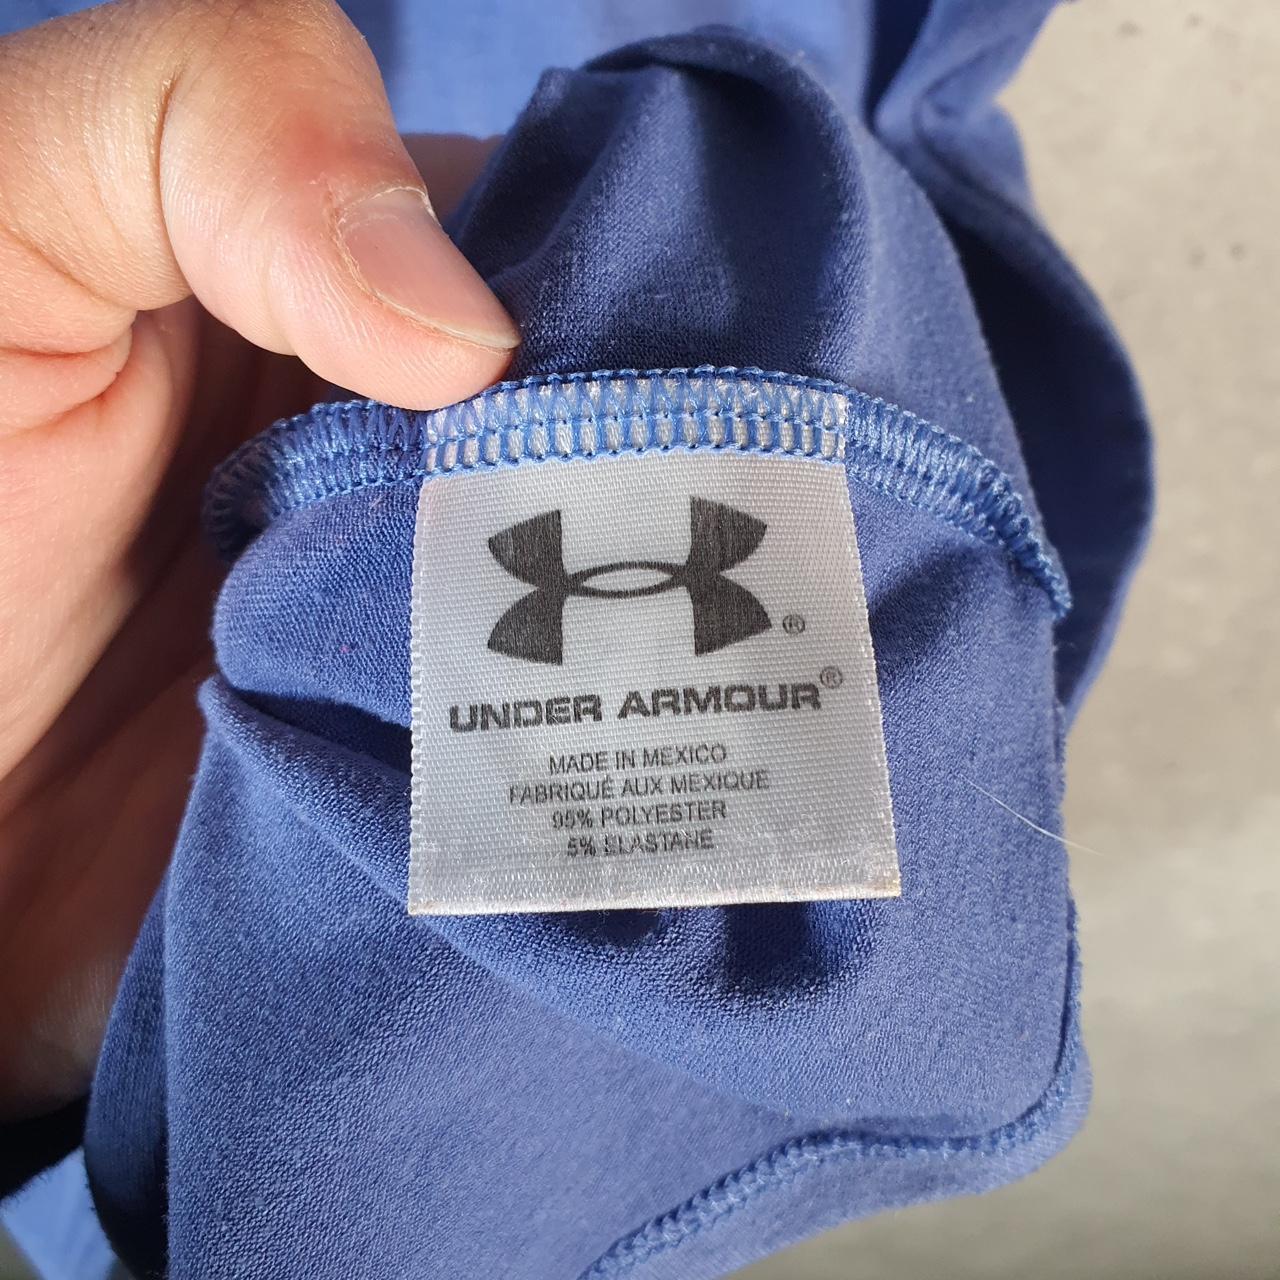 ®
UNDER ARMOUR®
MADE IN MEXICO
FABRIQUÉ AUX MEXIQUE
95% POLYESTER
5% ELASTANE